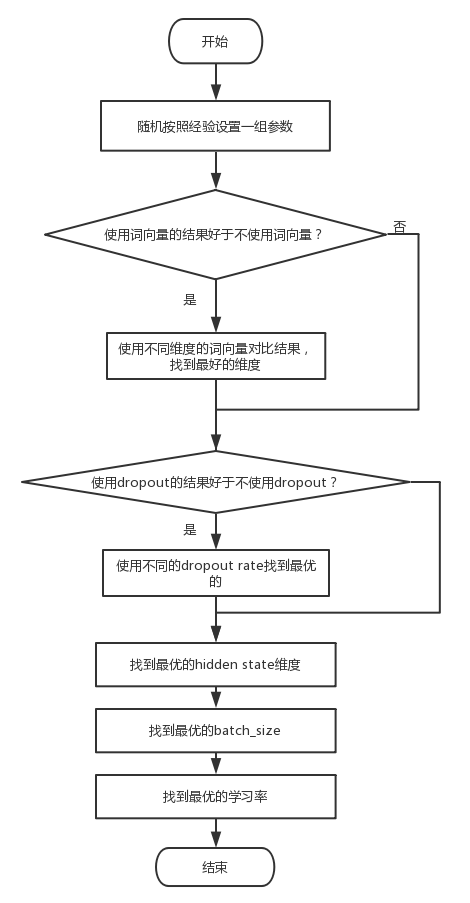 开始
随机按照经验设置一组参数
使用词向量的结果好于不使用词向量？
否
是
使用不同维度的词向量对比结果，
找到最好的维度
使用dropout的结果好于不使用dropout？
是
使用不同的dropout rate找到最优
的
找到最优的hidden state维度
找到最优的batch_size
找到最优的学习率
结束